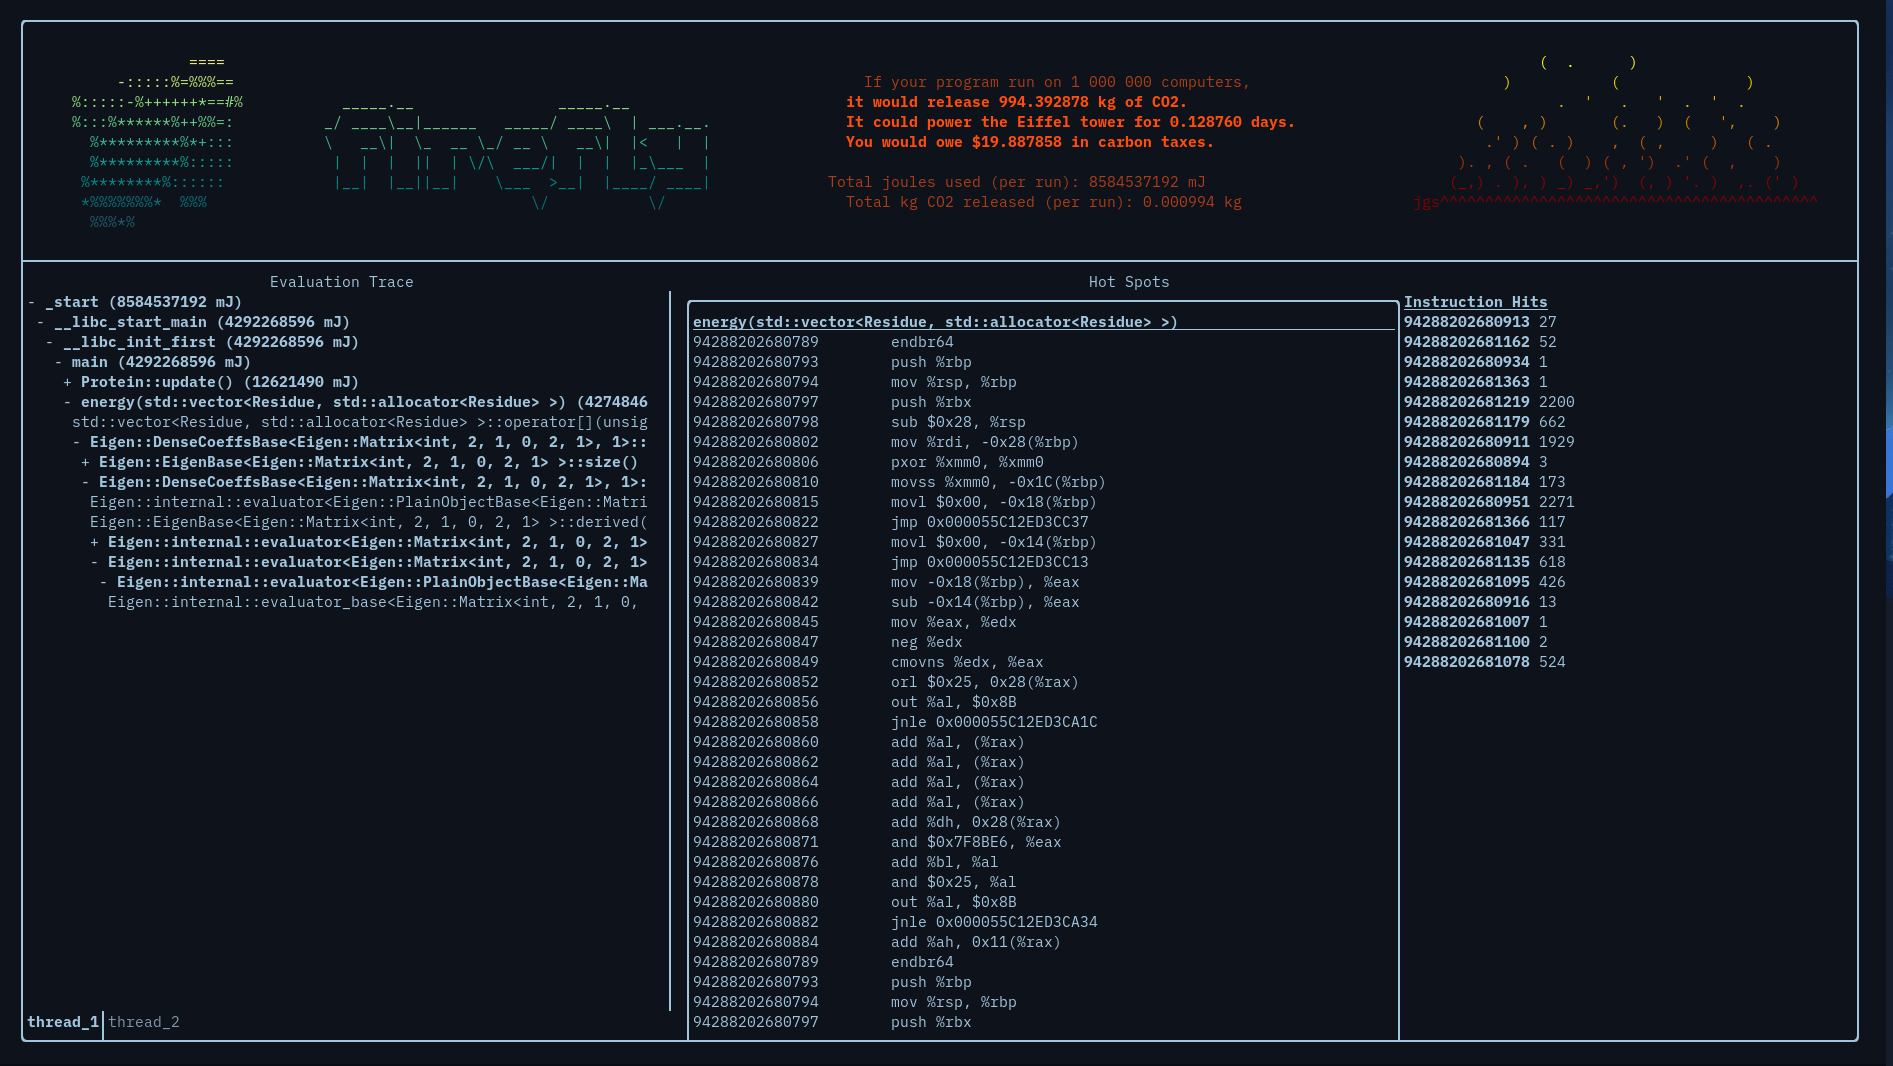 If your program run on 1 000 000 computers,
it would release 994.392878 kg of CO2.
It could power the Eiffel tower for 0.128760 days.
You would owe $19.887858 in carbon taxes.
Total joules used (per run): 8584537192 mJ
Total kg CO2 released (per run): 0.000994 kg
jgs^^^^^^^^^^^^^^^^^^^^^^^^^^^^^^^^^^^^^^^^^^
Evaluation Trace
- _start (8584537192 mJ)
- __libc_start_main (4292268596 mJ)
- __libc_init_first (4292268596 mJ)
- main (4292268596 mJ)
+ Protein::update() (12621490 mJ)
- energy(std::vector<Residue, std::allocator<Residue> >) (4274846
std::vector<Residue, std::allocator<Residue> >::operator[](unsig
- Eigen::DenseCoeffsBase<Eigen::Matrix<int, 2, 1, 0, 2, 1>, 1>::
+ Eigen::EigenBase<Eigen::Matrix<int, 2, 1, 0, 2, 1> >::size()
- Eigen::DenseCoeffsBase<Eigen::Matrix<int, 2, 1, 0, 2, 1>, 1>:
Eigen::internal::evaluator<Eigen::PlainObjectBase<Eigen::Matri
Eigen::EigenBase<Eigen::Matrix<int, 2, 1, 0, 2, 1> >::derived(
+ Eigen::internal::evaluator<Eigen::Matrix<int, 2, 1, 0, 2, 1>
- Eigen::internal::evaluator<Eigen::Matrix<int, 2, 1, 0, 2, 1>
- Eigen::internal::evaluator<Eigen::PlainObjectBase<Eigen::Ma
Eigen::internal::evaluator_base<Eigen::Matrix<int, 2, 1, 0,
thread_1 thread_2
Hot Spots
energy(std::vector<Residue, std::allocator<Residue> >)
94288202680789 endbr64
94288202680793 push %rbp
94288202680794 mov %rsp, %rbp
94288202680797 push %rbx
94288202680798 sub $0x28, %rsp
94288202680802 mov %rdi, -0x28(%rbp)
94288202680806 pxor %xmm0, %xmm0
94288202680810 movss %xmm0, -0x1C(%rbp)
94288202680815 movl $0x00, -0x18(%rbp)
94288202680822 jmp 0x000055C12ED3CC37
94288202680827 movl $0x00, -0x14(%rbp)
94288202680834 jmp 0x000055C12ED3CC13
94288202680839 mov -0x18(%rbp), %eax
94288202680842 sub -0x14(%rbp), %eax
94288202680845 mov %eax, %edx
94288202680847 neg %edx
94288202680849 cmovns %edx, %eax
94288202680852 orl $0x25, 0x28(%rax)
94288202680856 out %al, $0x8B
94288202680858 jnle 0x000055C12ED3CA1C
94288202680860 add %al, (%rax)
94288202680862 add %al, (%rax)
94288202680864 add %al, (%rax)
94288202680866 add %al, (%rax)
94288202680868 add %dh, 0x28(%rax)
94288202680871 and $0x7F8BE6, %eax
94288202680876 add %bl, %al
94288202680878 and $0x25, %al
94288202680880 out %al, $0x8B
94288202680882 jnle 0x000055C12ED3CA34
94288202680884 add %ah, 0x11(%rax)
94288202680789 endbr64
94288202680793 push %rbp
94288202680794 mov %rsp, %rbp
94288202680797 push %rbx
Instruction Hits
94288202680913 27
94288202681162 52
94288202680934 1
94288202681363 1
94288202681219 2200
94288202681179 662
94288202680911 1929
94288202680894 3
94288202681184 173
94288202680951 2271
94288202681366 117
94288202681047 331
94288202681135 618
94288202681095 426
94288202680916 13
94288202681007 1
94288202681100 2
94288202681078 524